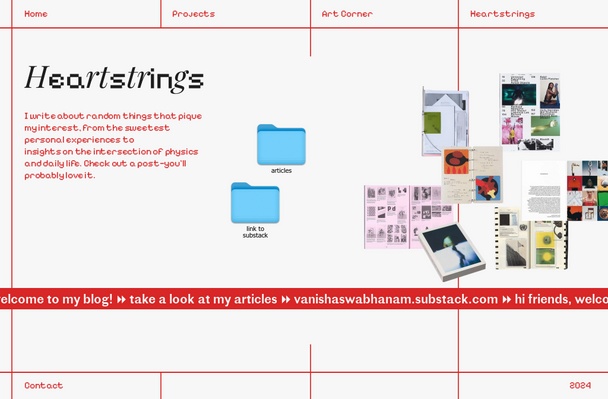 Home
Projects
Art Corner
Heartstrings
Heartstrings
I write about random things that pique
my interest, from the sweetest
personal experiences to
insights on the intersection of physics
and daily life. Check out a post-you'll
probably love it.
articles
link to
substack
elcome to my blog! ⏩ take a look at my articles ⏩ vanishaswabhanam.substack.com ⏩ hi friends, welco
Contact
2024